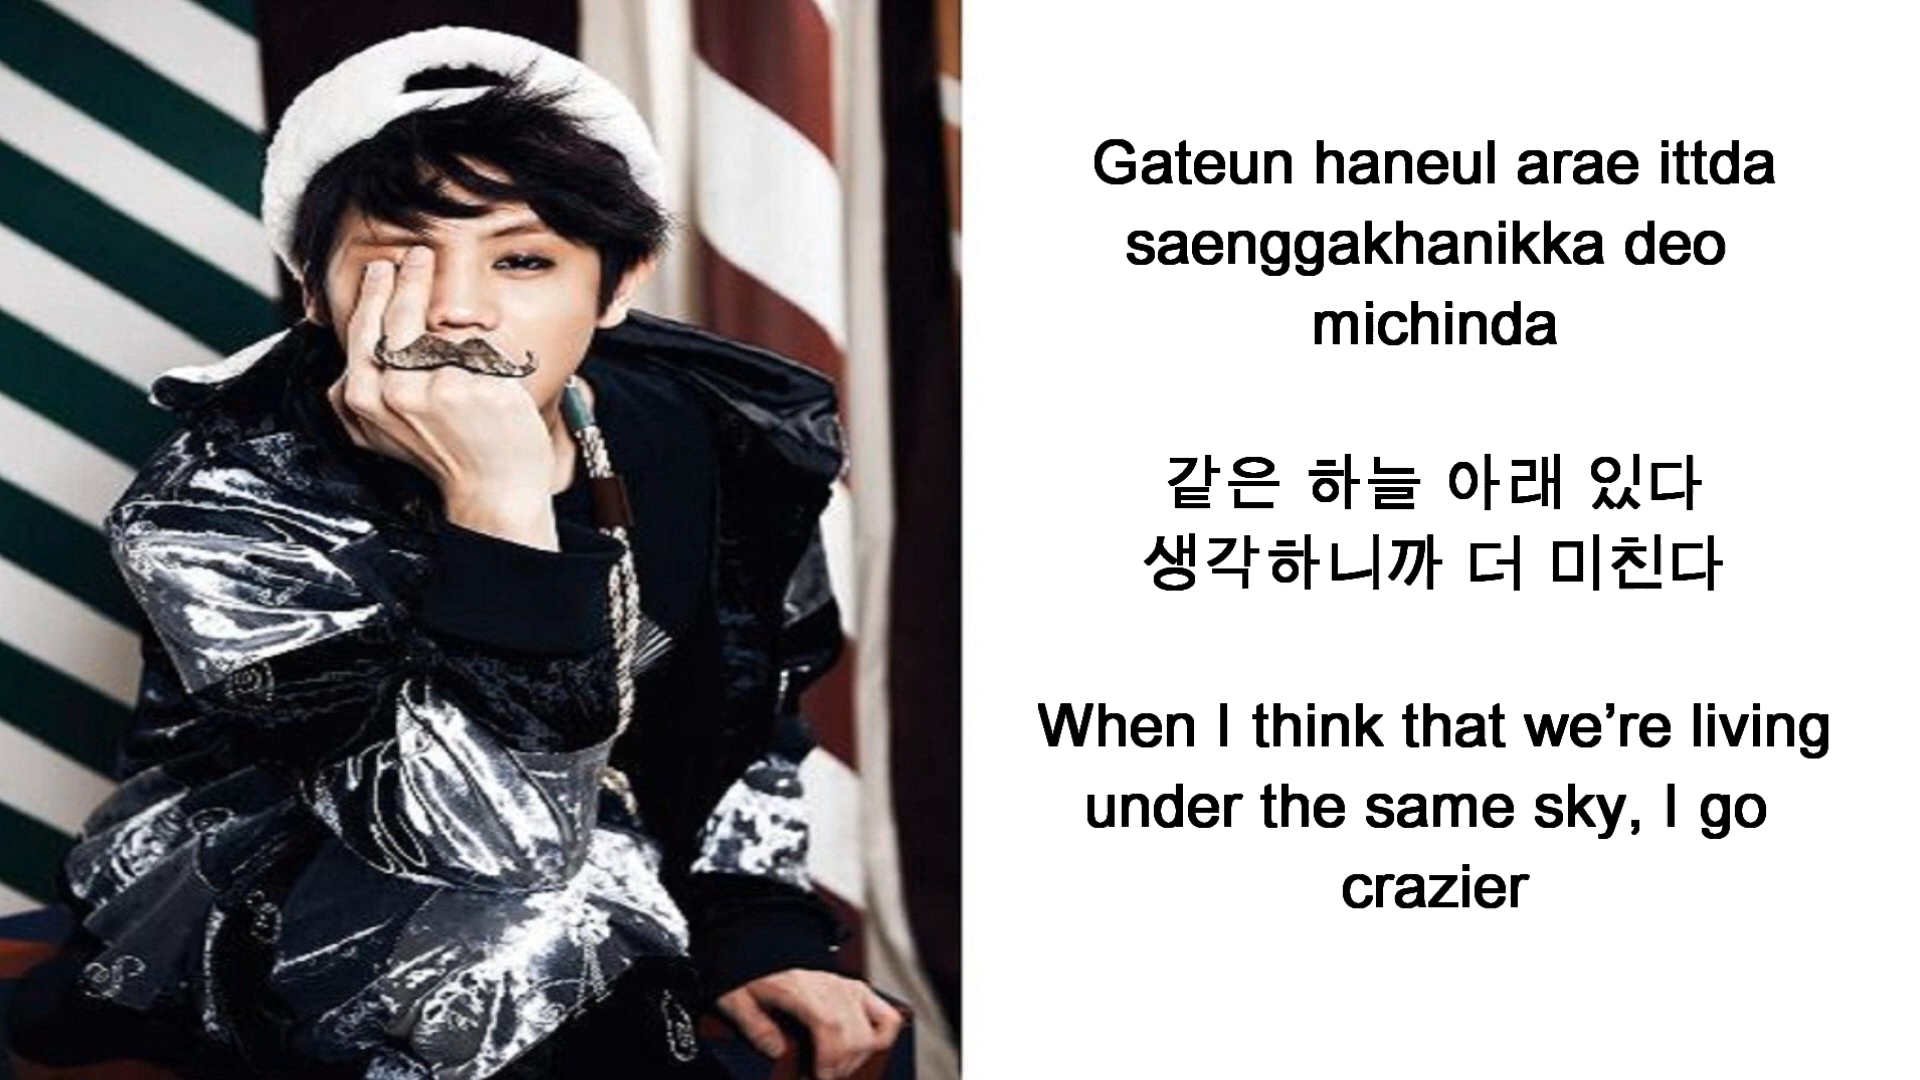 Gateun haneul arae ittda
saenggakhanikka deo
michinda
같은 하늘 아래 있다
생각하니까 더 미친다
When I think that we’re living
under the same sky, I go
crazier